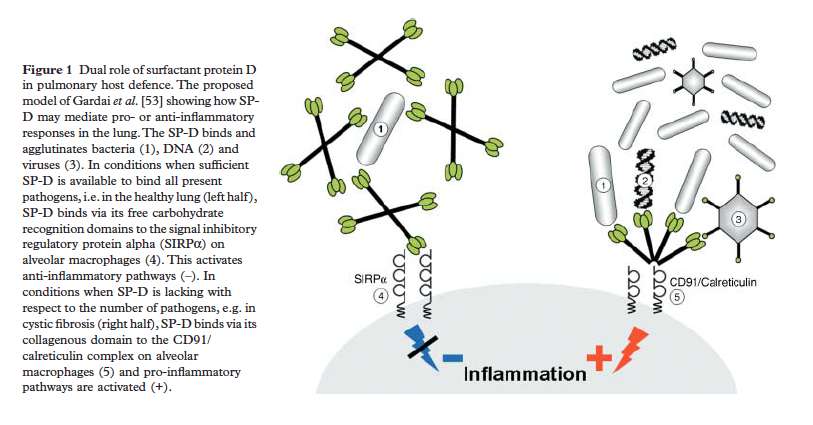 Figure 1 Dual role of surfactant protein D
in pulmonary host defence. The proposed
model of Gardai et al. [53] showing how SP-
D may mediate pro- or anti-inflammatory
responses in the lung. The SP-D binds and
agglutinates bacteria (1), DNA (2) and
viruses (3). In conditions when sufficient
SP-D is available to bind all present
pathogens, i.e. in the healthy lung (left half),
SP-D binds via its free carbohydrate
recognition domains to the signal inhibitory
regulatory protein alpha (SIRPα) on
alveolar macrophages (4). This activates
anti-inflammatory pathways (–). In
conditions when SP-D is lacking with
respect to the number of pathogens, e.g. in
cystic fibrosis (right half), SP-D binds via its
collagenous domain to the CD91/
calreticulin complex on alveolar
macrophages (5) and pro-inflammatory
pathways are activated (+).
1
SIRPα
4
1
2
3
CD91/Calreticulin
5
– Inflammation +